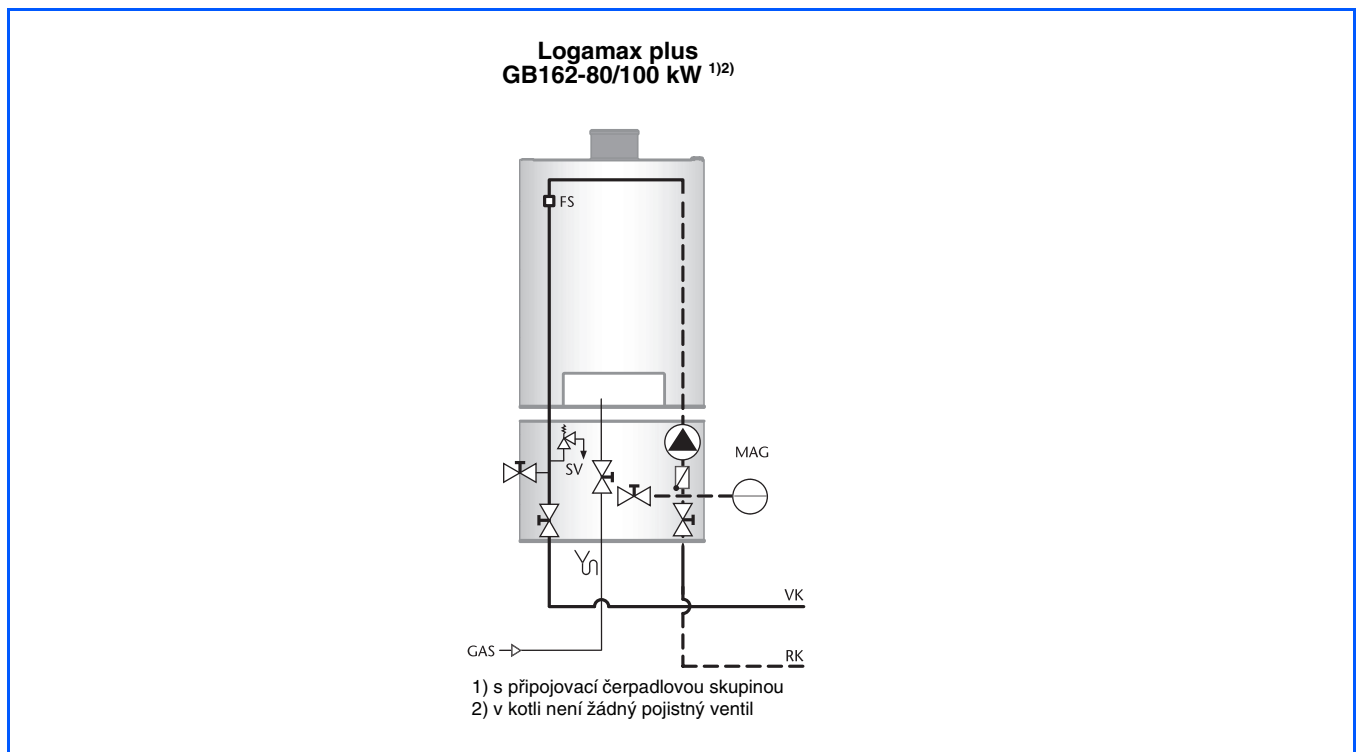 Logamax plus
GB162-80/100 kW 1)2)
FS
SV
MAG
VK
GAS
RK
1) s připojovací čerpadlovou skupinou
2) v kotli není žádný pojistný ventil